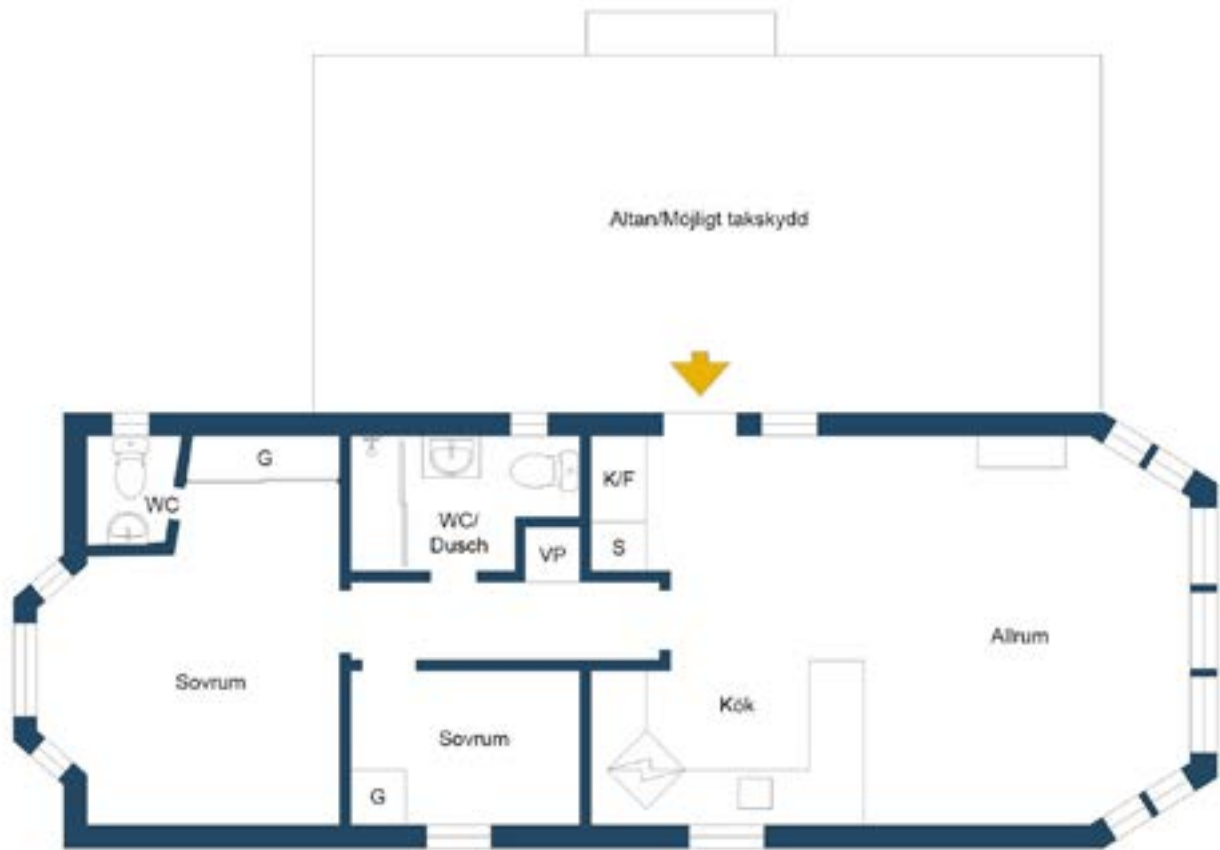 Altan/Möjligt takskydd
G
WC
K/F
WC/
Dusch
VP
S
Allrum
Sovrum
Kök
Sovrum
G